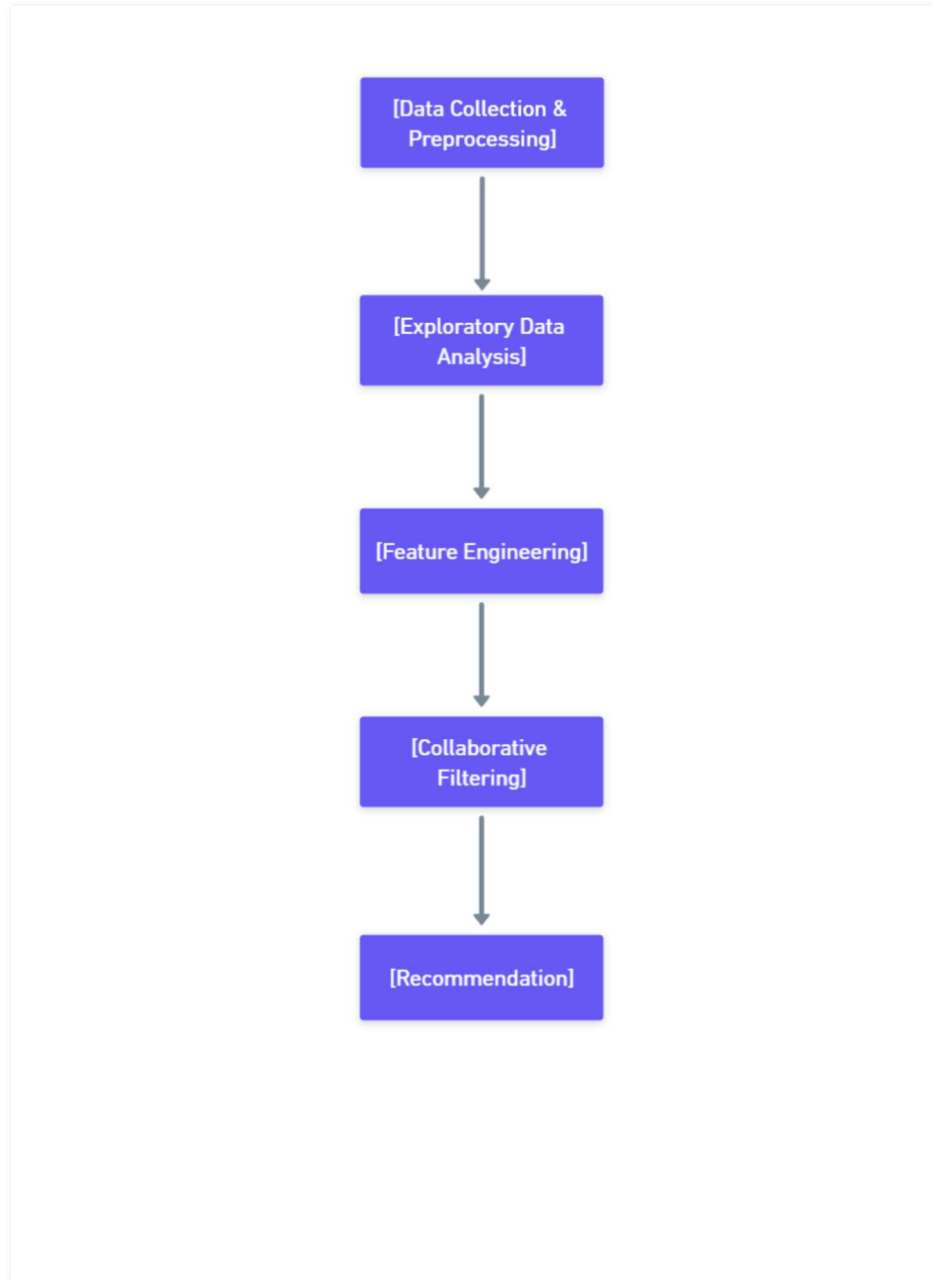 [Data Collection &
Preprocessing]
[Exploratory Data
Analysis]
[Feature Engineering]
[Collaborative
Filtering]
[Recommendation]